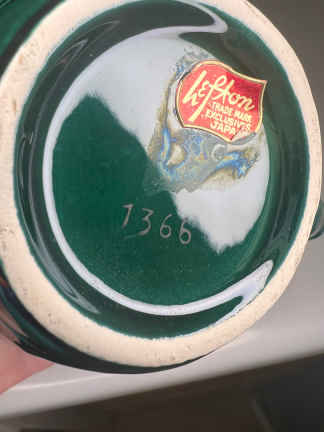 Lefton
TRADE MARK
EXCLUSIVES
JAPAN
1366